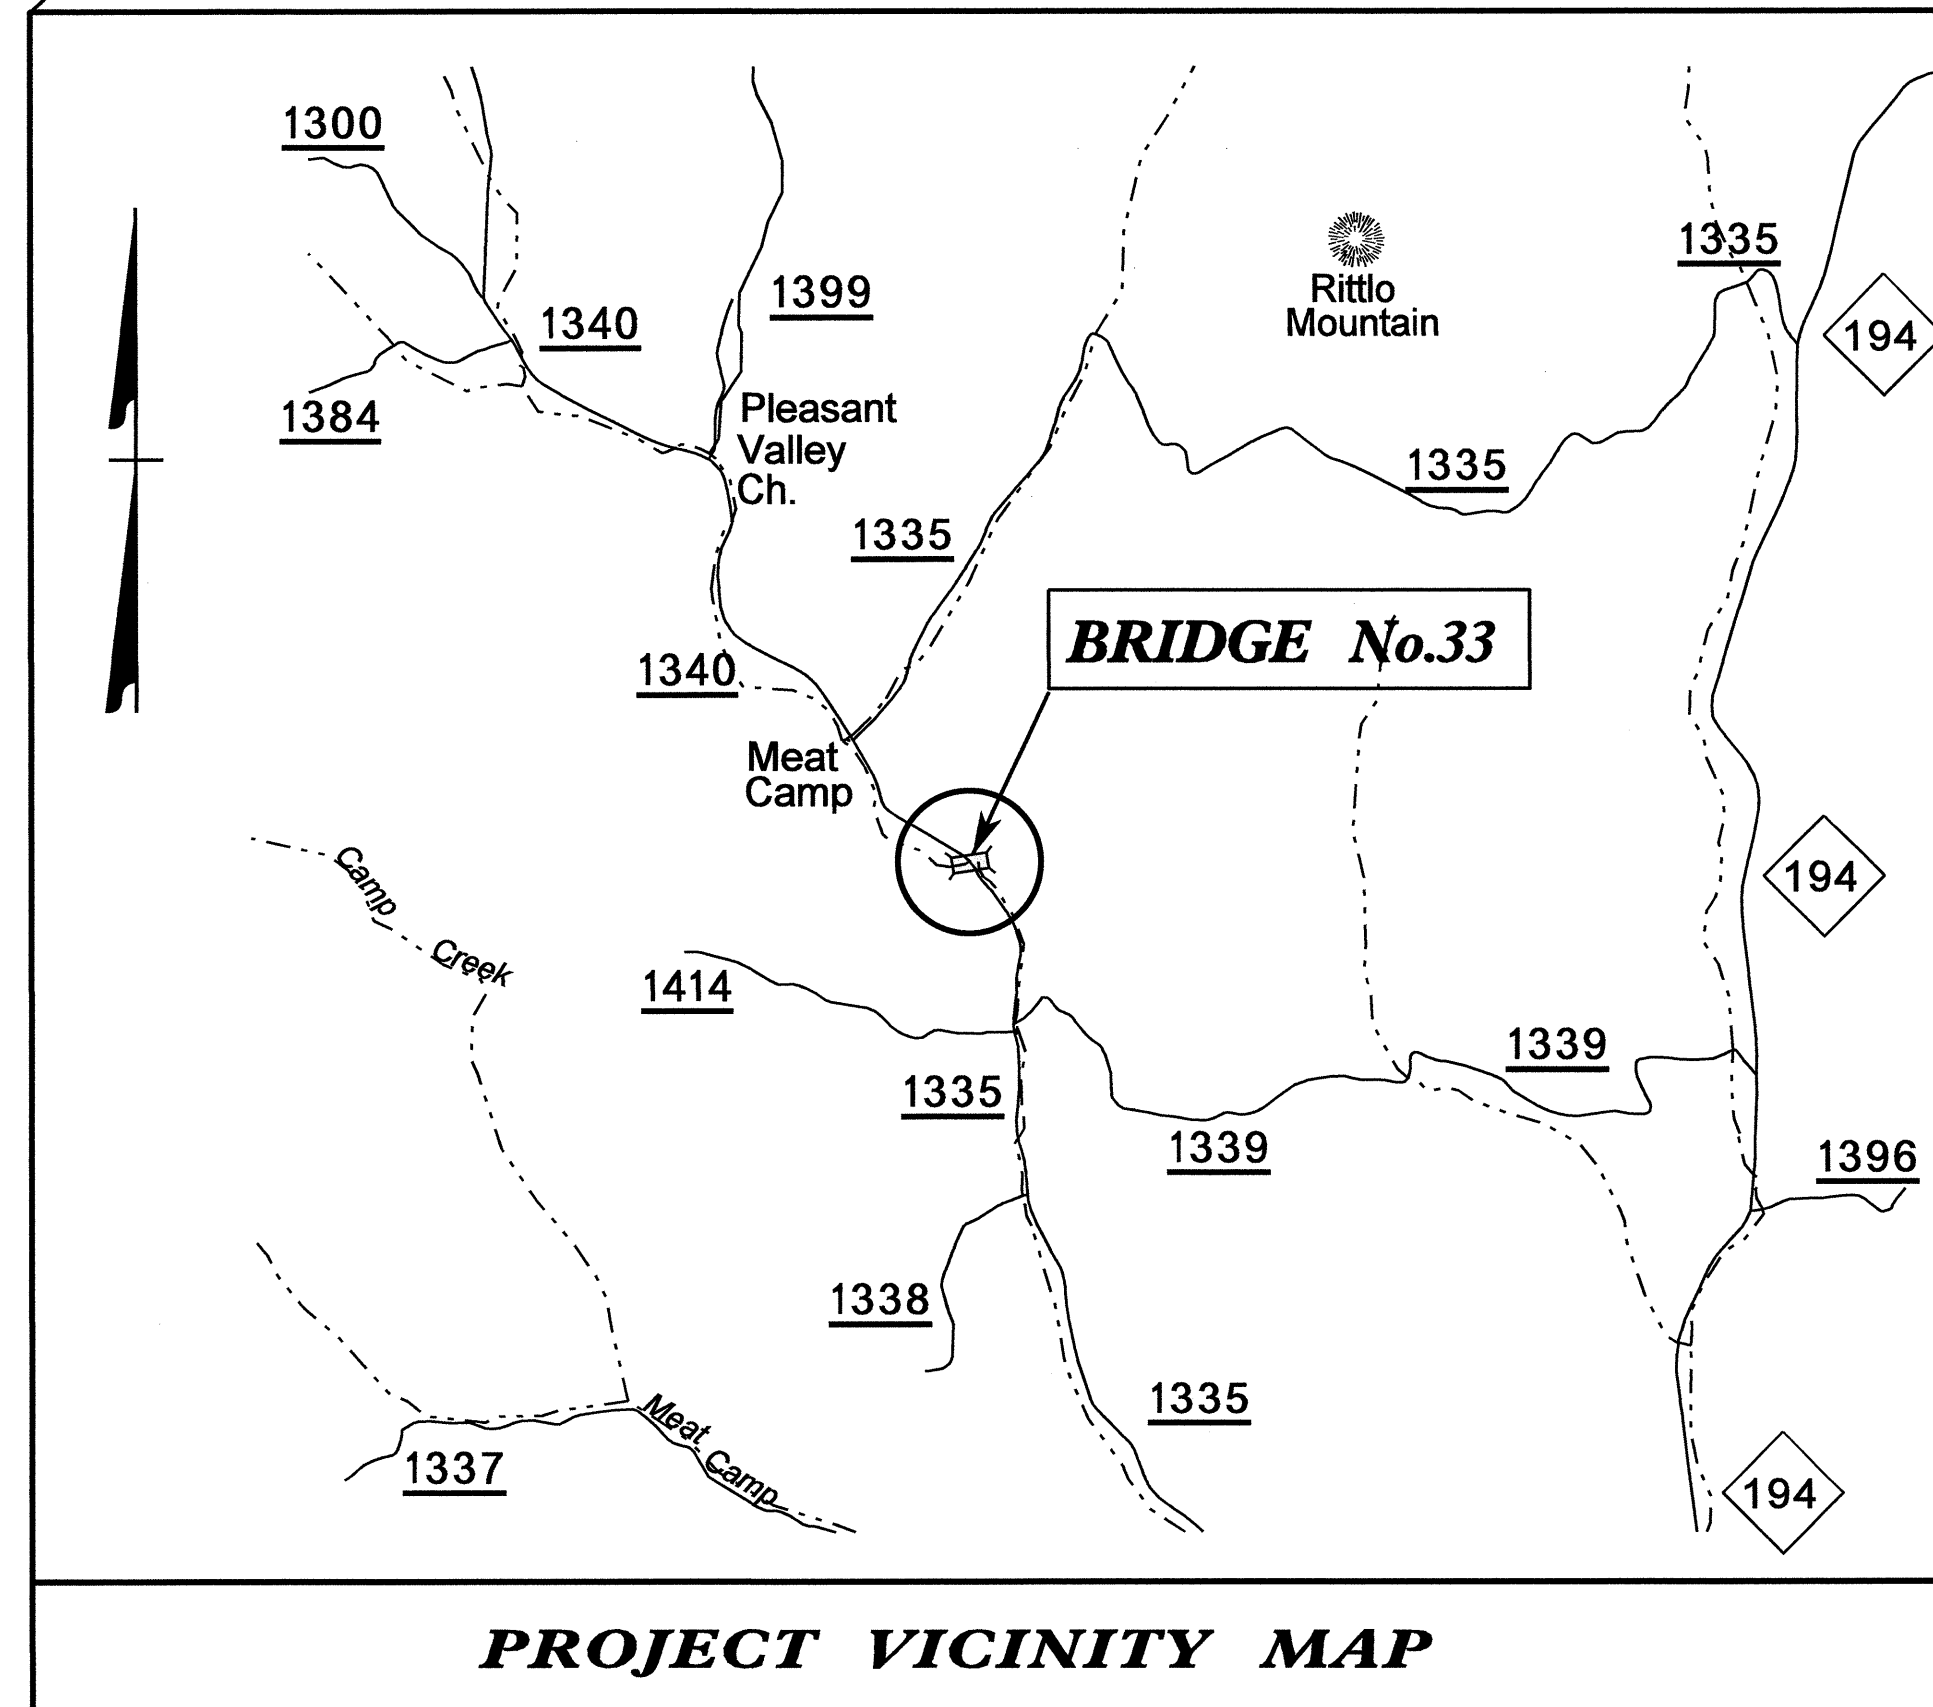 1300
1335
1399
Rittlo
Mountain
1340
194
1384
Pleasant
Valley
Ch.
1335
1335
BRIDGE No.33
1340
Meat
Camp
194
Camp
Creek
1414
1339
1335
1339
1396
1338
1335
Meat Camp
1337
194
PROJECT VICINITY MAP